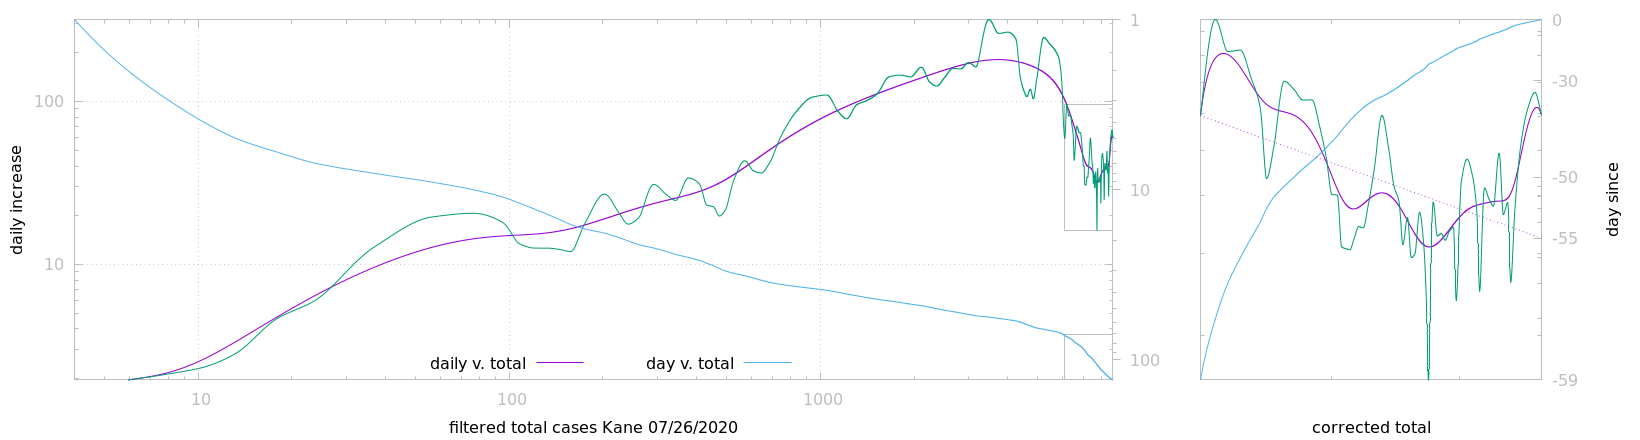 daily increase
100
10
10
100
1000
1
10
100
daily v. total
day v. total
filtered total cases Kane 07/26/2020
0
-30
-50
-55
-59
day since
corrected total